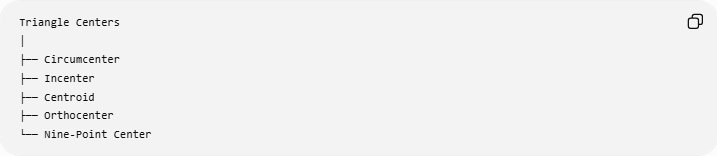 Triangle Centers
│
├── Circumcenter
├── Incenter
├── Centroid
├── Orthocenter
└── Nine-Point Center